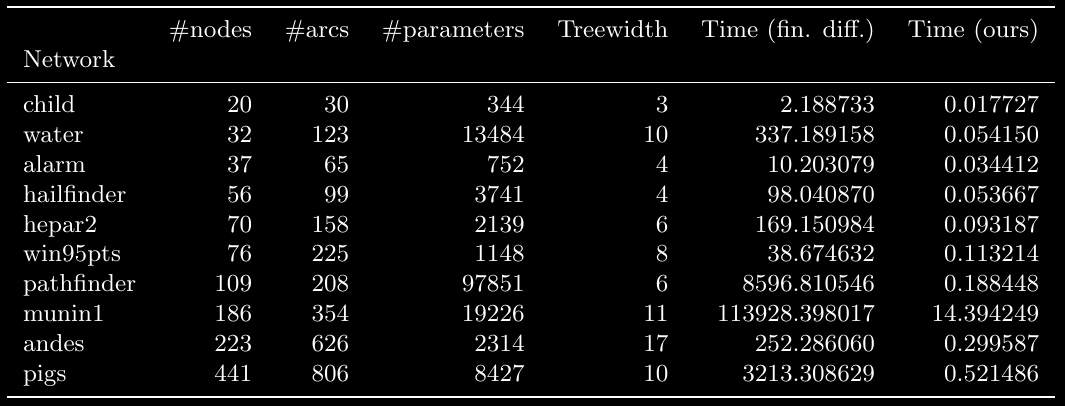 #nodes #arcs #parameters Treewidth Time (fin. diff.) Time (ours)
Network
child 20 30 344 3 2.188733 0.017727
water 32 123 13484 10 337.189158 0.054150
alarm 37 65 752 4 10.203079 0.034412
hailfinder 56 99 3741 4 98.040870 0.053667
hepar2 70 158 2139 6 169.150984 0.093187
win95pts 76 225 1148 8 38.674632 0.113214
pathfinder 109 208 97851 6 8596.810546 0.188448
munin1 186 354 19226 11 113928.398017 14.394249
andes 223 626 2314 17 252.286060 0.299587
pigs 441 806 8427 10 3213.308629 0.521486